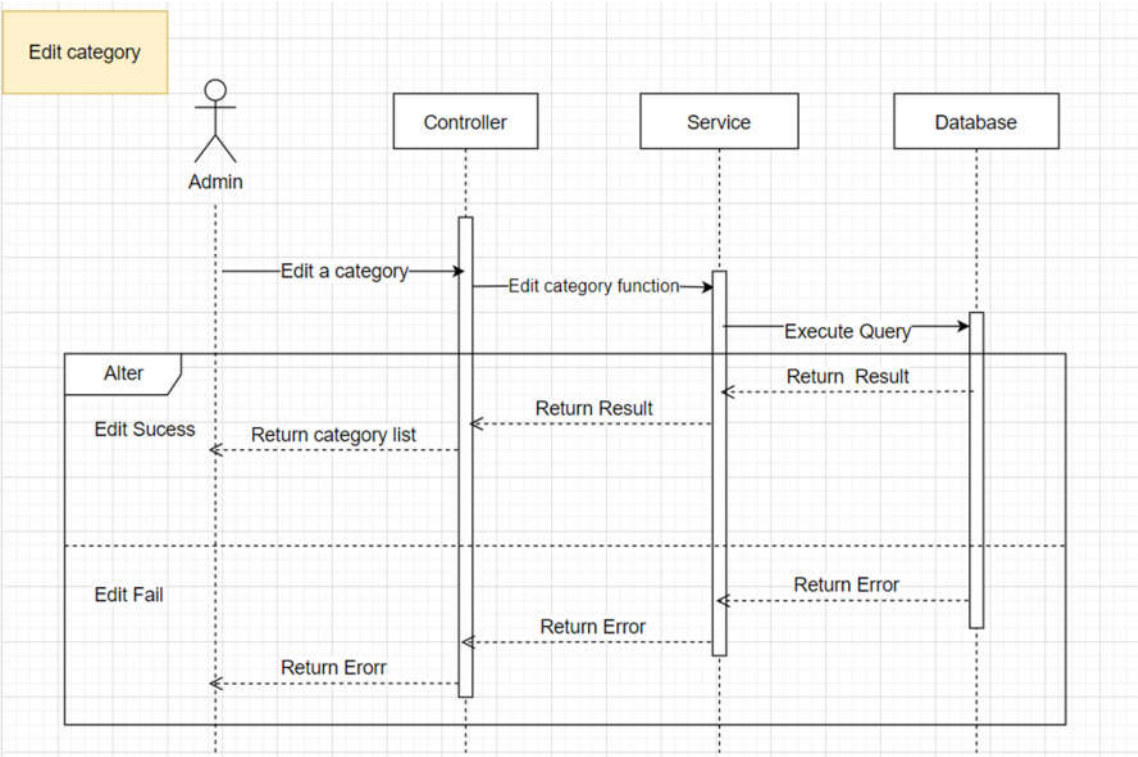 Edit category
Admin
Controller
Service
Database
Edit a category
Edit category function
Execute Query
Alter
Return  Result
Return Result
Edit Sucess
Return category list
Edit Fail
Return Error
Return Error
Return Erorr